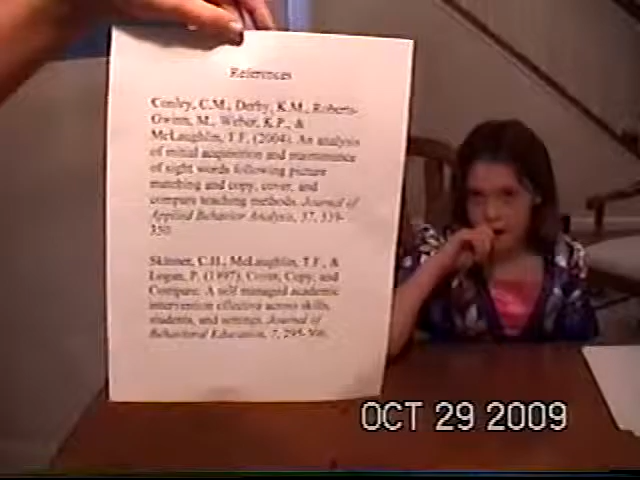 References
Conley, C.M., Derby, K.M., Roberts-
Gwinn, M., Weber, K.P., &
McLaughlin, T.F. (2004). An analysis
of initial acquisition and maintenance
of sight words following picture
matching and copy, cover, and
compare teaching methods. Journal of
Applied Behavior Analysis, 37, 339-
350.
Skinner, C.H., McLaughlin, T.F., &
Logan, P. (1997). Cover, Copy, and
Compare: A self managed academic
intervention effective across skills,
students, and settings. Journal of
Behavioral Education, 7, 295-306.
OCT 29 2009